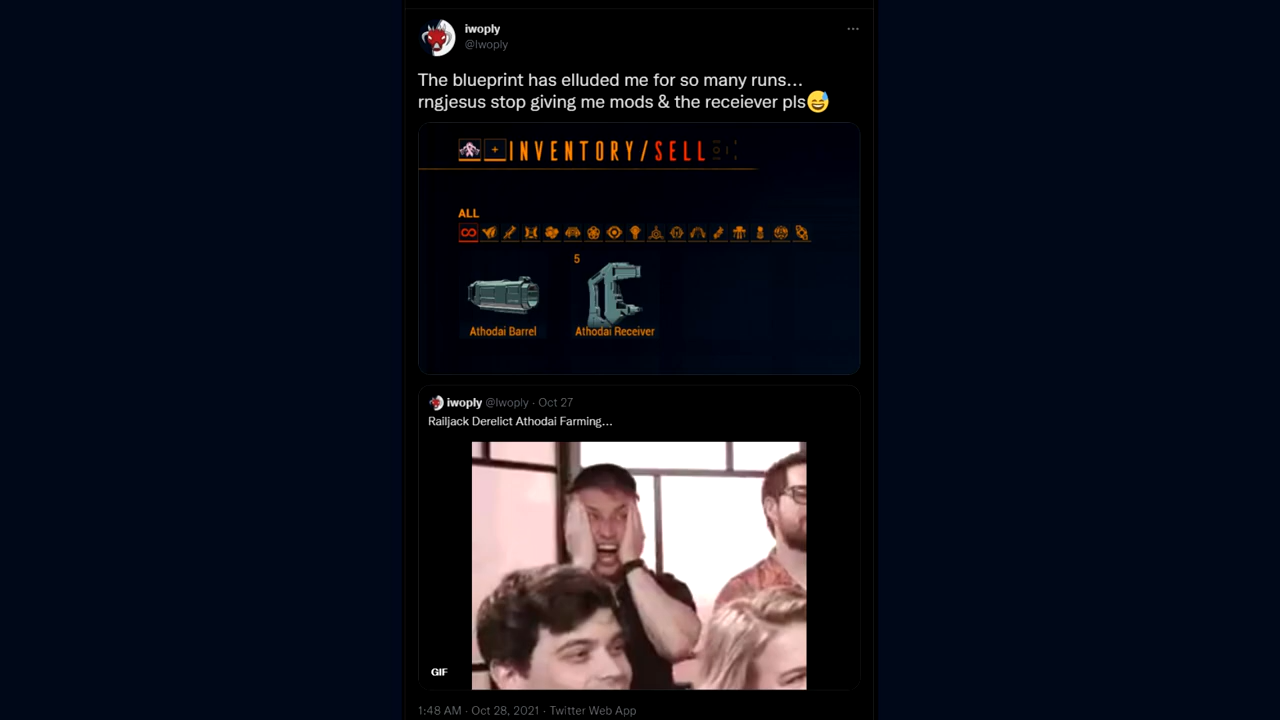 iwoply
@Iwoply
The blueprint has elluded me for so many runs...
rngjesus stop giving me mods & the receiever pls😅
INVENTORY/SELL
ALL
5
Athodai Barrel
Athodai Receiver
iwoply @Iwoply · Oct 27
Railjack Derelict Athodai Farming...
GIF
1:48 AM · Oct 28, 2021 · Twitter Web App